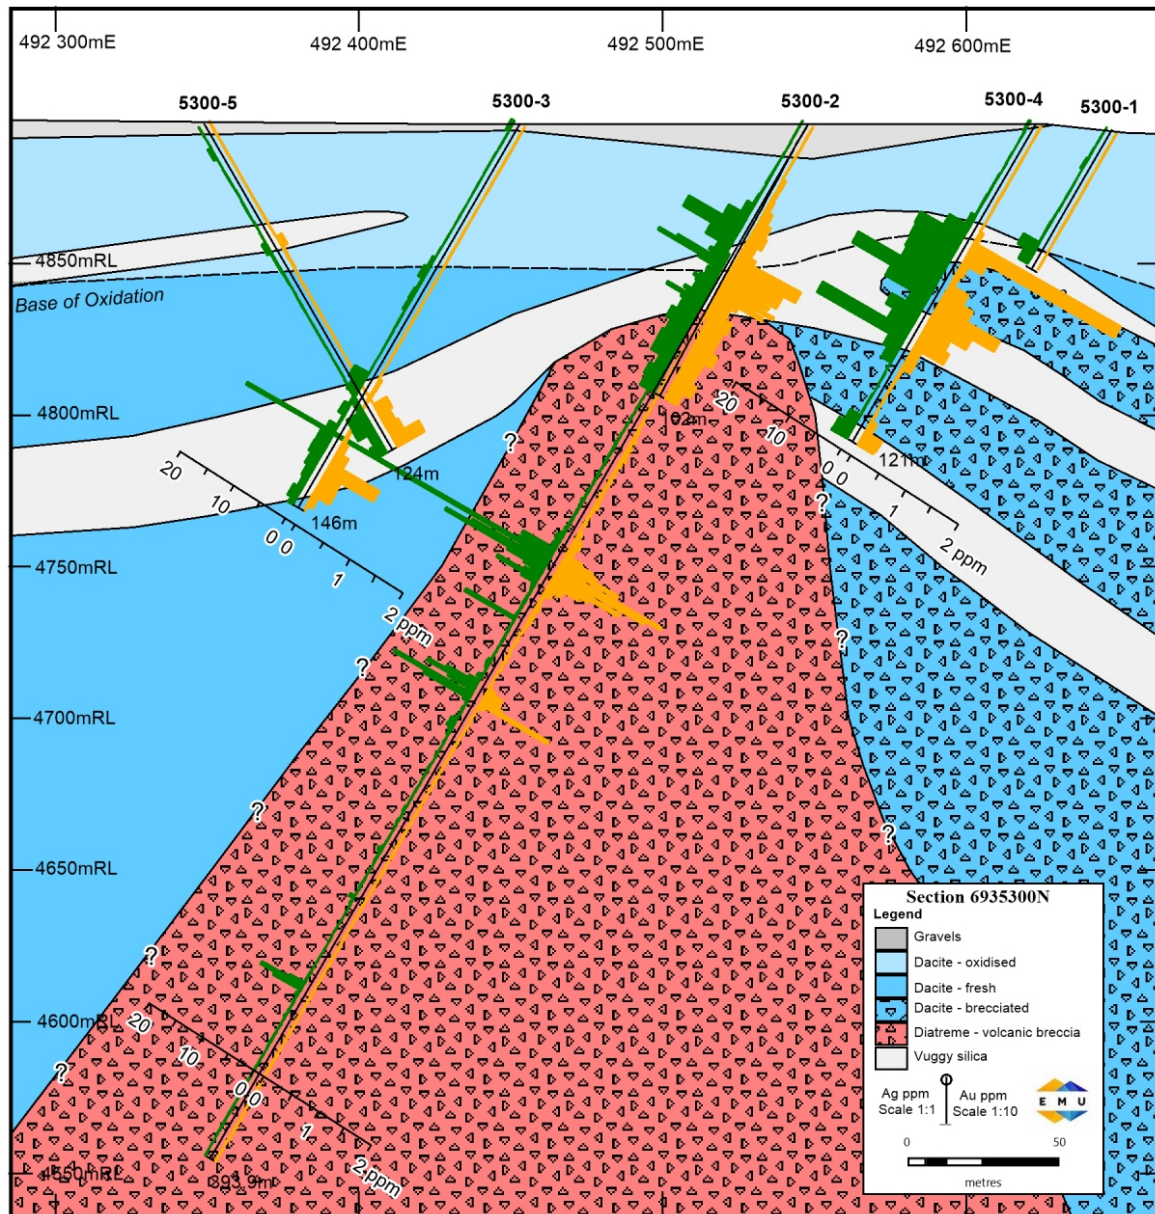 492 300mE
492 400mE
492 500mE
492 600mE
5300-5
5300-3
5300-2
5300-4
5300-1
4850mRL
Base of Oxidation
4800mRL
4750mRL
4700mRL
4650mRL
4600mRL
4550mRL
124m
146m
121m
393.9m
20
10
0 0
1
2 ppm
20
10
0 0
1
2 ppm
20
10
0 0
1
2 ppm
?
?
?
?
?
?
?
?
Section 6935300N
Legend
Gravels
Dacite - oxidised
Dacite - fresh
Dacite - brecciated
Diatreme - volcanic breccia
Vuggy silica
Ag ppm
Scale 1:1
Au ppm
Scale 1:10
E M U
0
50
metres